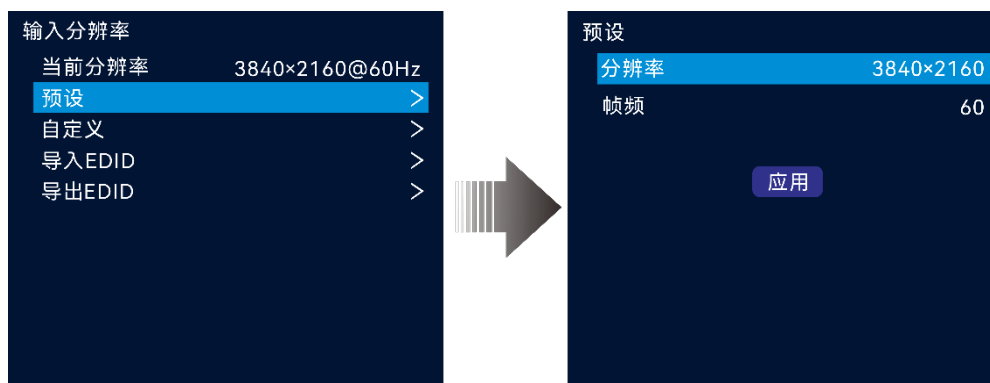 输入分辨率
当前分辨率 3840×2160@60Hz
预设 >
自定义 >
导入EDID >
导出EDID >
预设
分辨率 3840×2160
帧频 60
应用